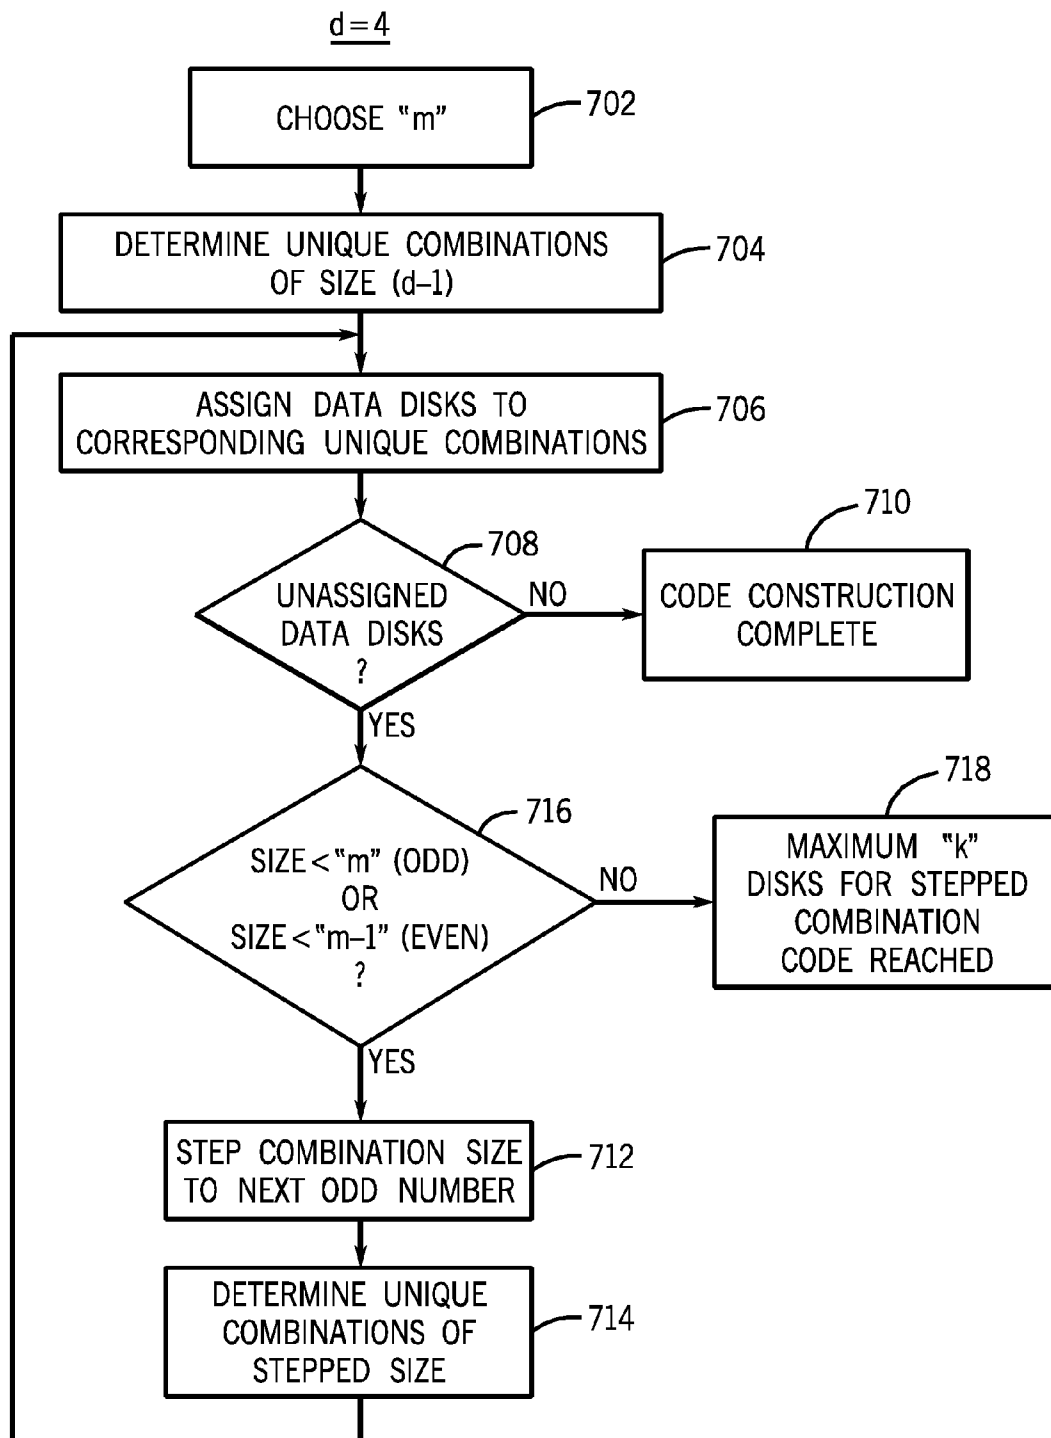 d=4
CHOOSE “m”
702
DETERMINE UNIQUE COMBINATIONS
OF SIZE (d–1)
704
ASSIGN DATA DISKS TO
CORRESPONDING UNIQUE COMBINATIONS
706
UNASSIGNED
DATA DISKS
?
708
NO
CODE CONSTRUCTION
COMPLETE
710
YES
SIZE<“m” (ODD)
OR
SIZE<“m–1” (EVEN)
?
716
NO
MAXIMUM “k”
DISKS FOR STEPPED
COMBINATION
CODE REACHED
718
YES
STEP COMBINATION SIZE
TO NEXT ODD NUMBER
712
DETERMINE UNIQUE
COMBINATIONS OF
STEPPED SIZE
714